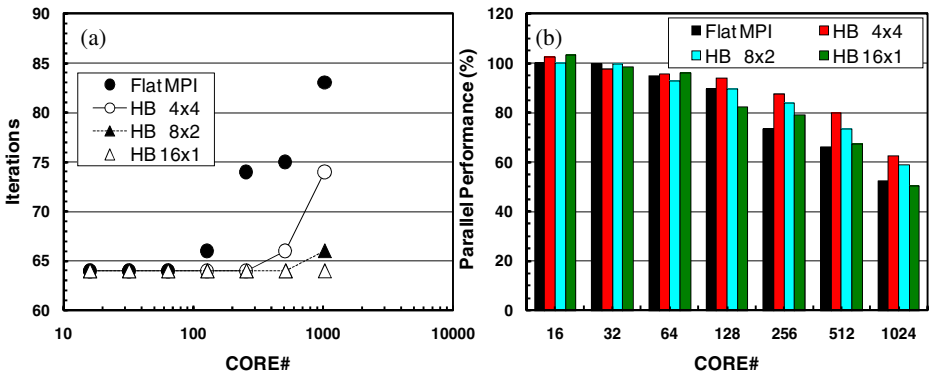 (a)
90
85
80
75
70
65
60
Iterations
Flat MPI
HB 4x4
HB 8x2
HB 16x1
10
100
1000
10000
CORE#
(b)
120
100
80
60
40
20
0
Parallel Performance (%)
Flat MPI
HB 4x4
HB 8x2
HB 16x1
16
32
64
128
256
512
1024
CORE#